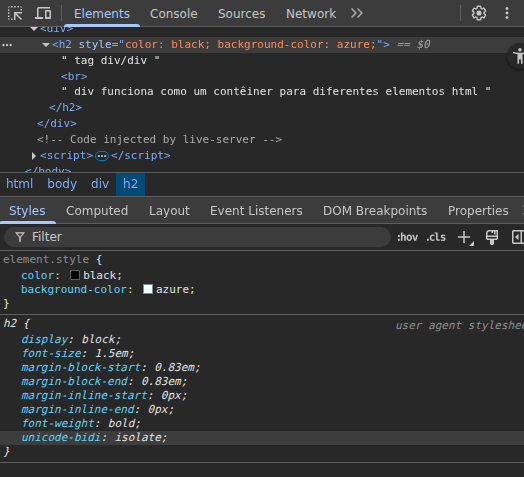 Elements Console Sources Network
<div>
<h2 style="color: black; background-color: azure;"> == $0
" tag div/div "
<br>
" div funciona como um contêiner para diferentes elementos html "
</h2>
</div>
<!-- Code injected by live-server -->
<script> </script>
</body>
html body div h2
Styles Computed Layout Event Listeners DOM Breakpoints Properties
Filter :hov .cls
element.style {
color: black;
background-color: azure;
}
h2 { user agent stylesheet
display: block;
font-size: 1.5em;
margin-block-start: 0.83em;
margin-block-end: 0.83em;
margin-inline-start: 0px;
margin-inline-end: 0px;
font-weight: bold;
unicode-bidi: isolate;
}